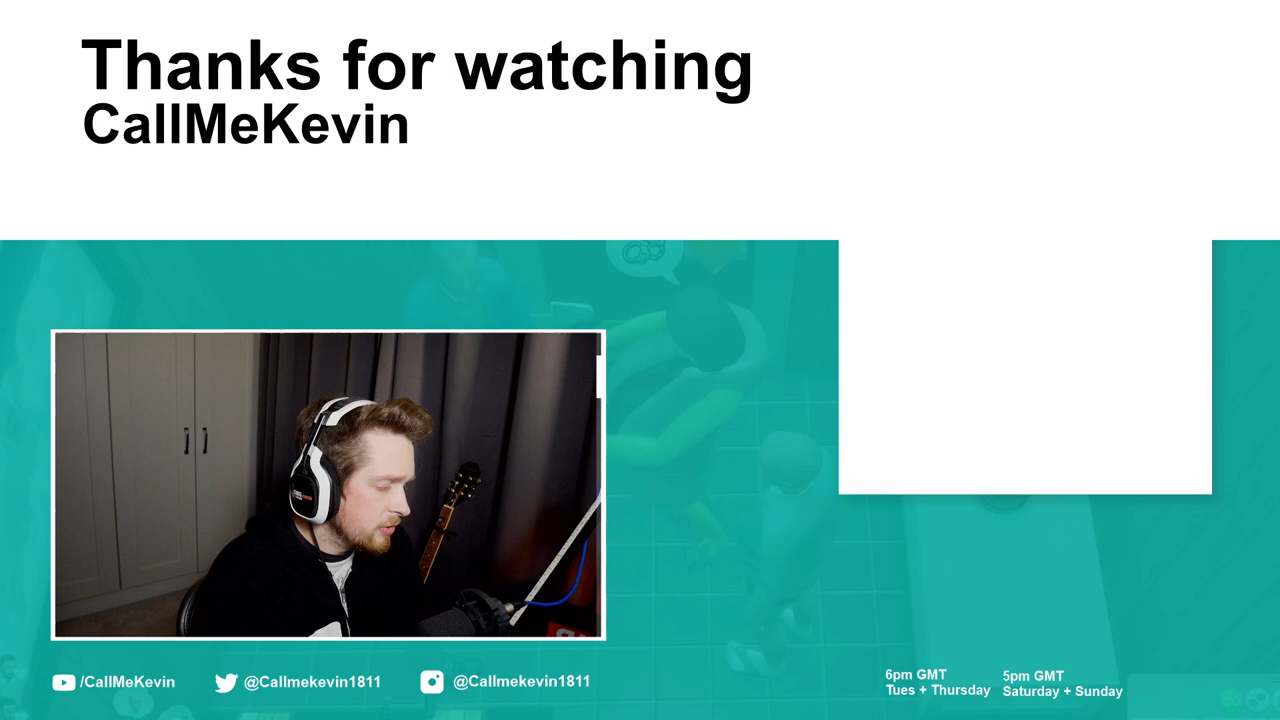 Thanks for watching
CallMeKevin
/CallMeKevin
@Callmekevin1811
@Callmekevin1811
6pm GMT
Tues + Thursday
5pm GMT
Saturday + Sunday